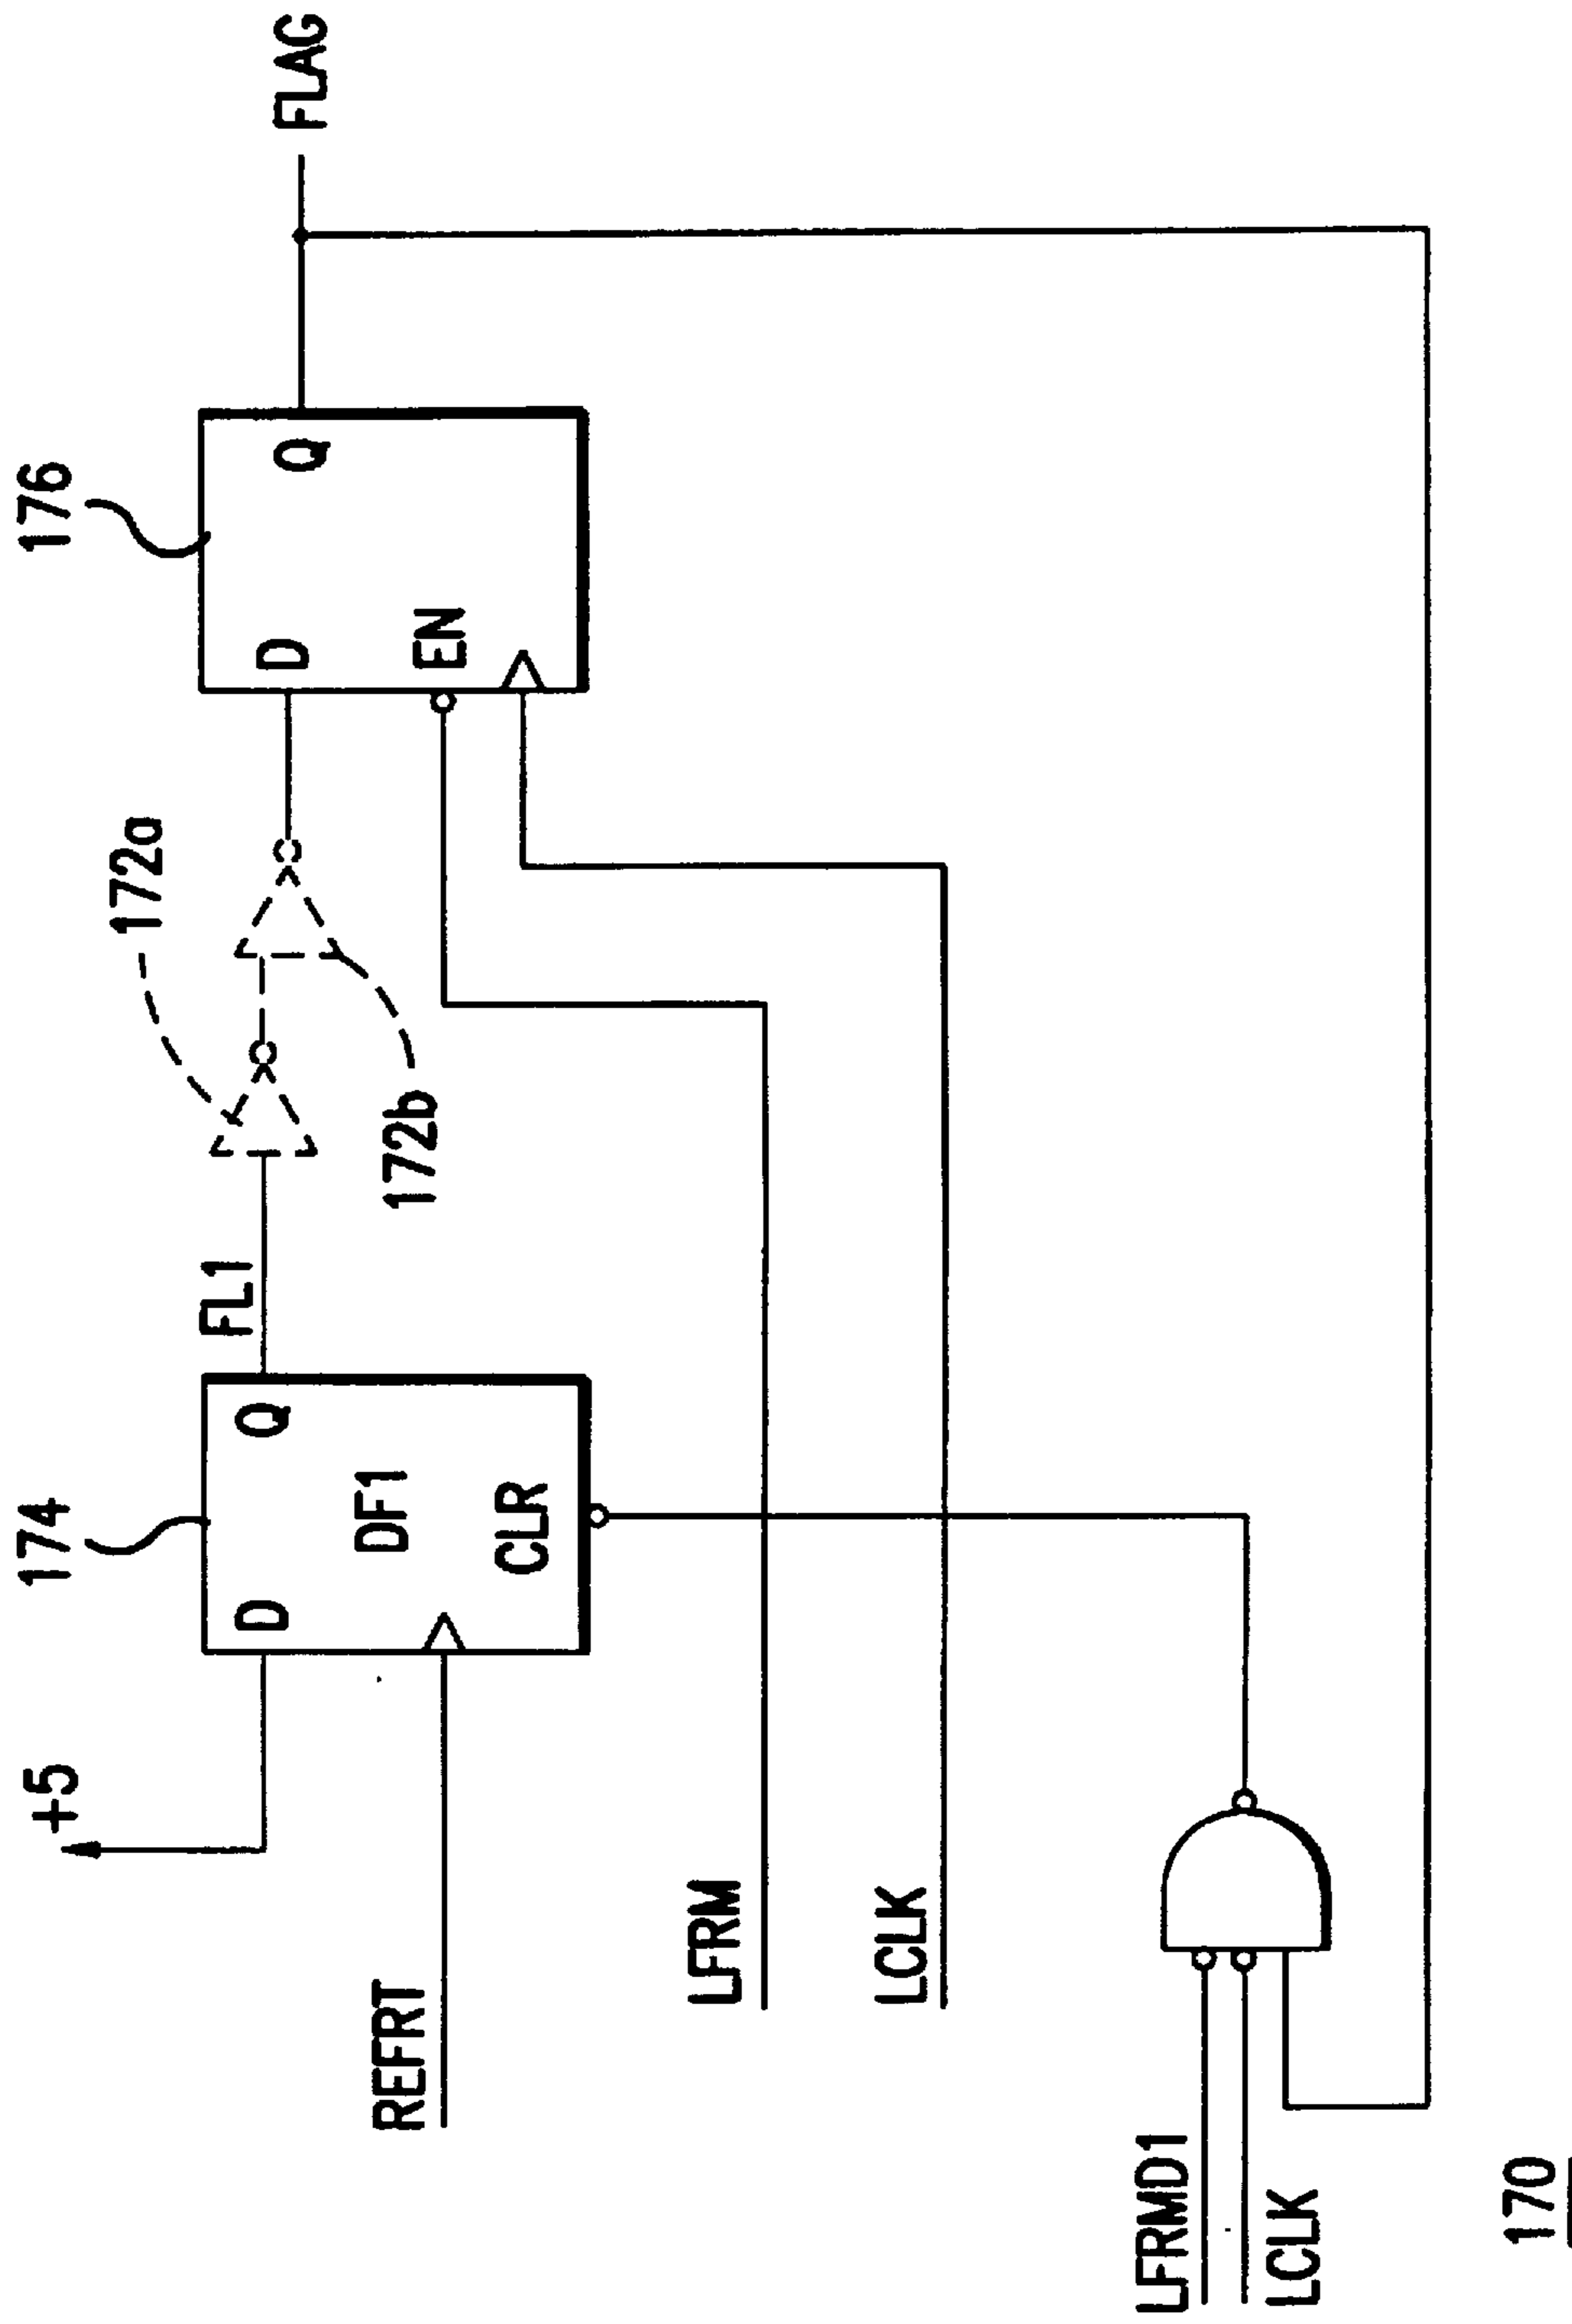 174
176
172a
+5
D
Q
FL1
D
Q
FLAG
DF1
172b
EN
REFRT
CLR
LFRM
LCLK
LFRMD1
LCLK
170